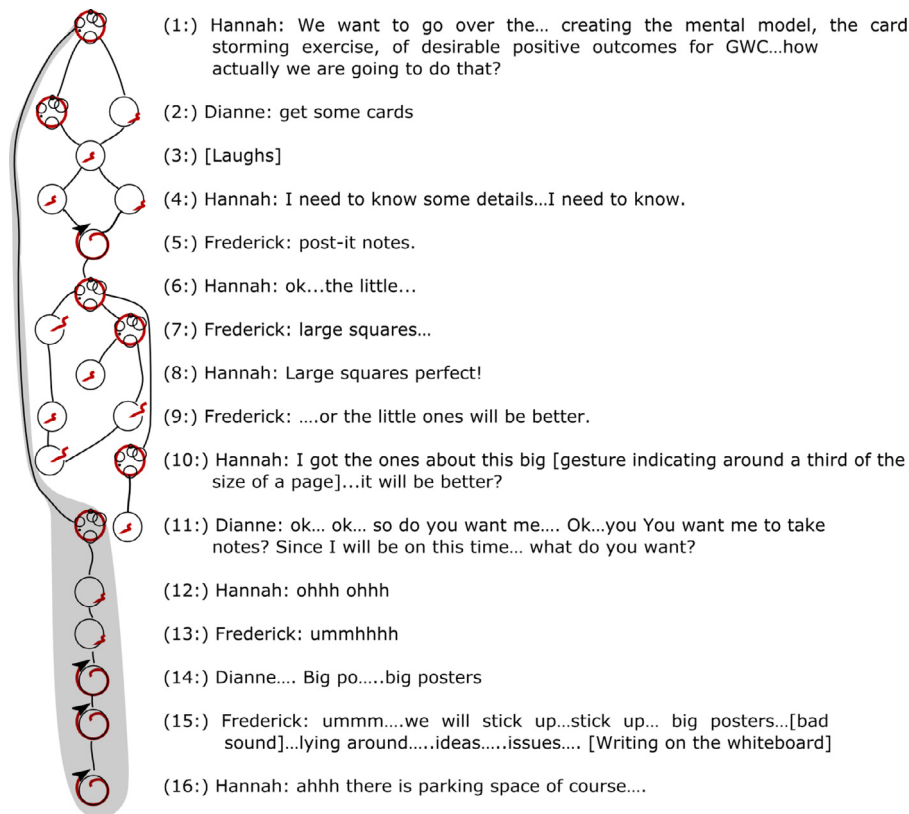 (1:) Hannah: We want to go over the… creating the mental model, the card
storming exercise, of desirable positive outcomes for GWC…how
actually we are going to do that?
(2:) Dianne: get some cards
(3:) [Laughs]
(4:) Hannah: I need to know some details…I need to know.
(5:) Frederick: post-it notes.
(6:) Hannah: ok…the little…
(7:) Frederick: large squares…
(8:) Hannah: Large squares perfect!
(9:) Frederick: ….or the little ones will be better.
(10:) Hannah: I got the ones about this big [gesture indicating around a third of the
size of a page]…it will be better?
(11:) Dianne: ok… ok… so do you want me…. Ok…you You want me to take
notes? Since I will be on this time… what do you want?
(12:) Hannah: ohhh ohhh
(13:) Frederick: ummhhhh
(14:) Dianne…. Big po…..big posters
(15:) Frederick: ummm….we will stick up…stick up… big posters…[bad
sound]…lying around…..ideas…..issues…. [Writing on the whiteboard]
(16:) Hannah: ahhh there is parking space of course….